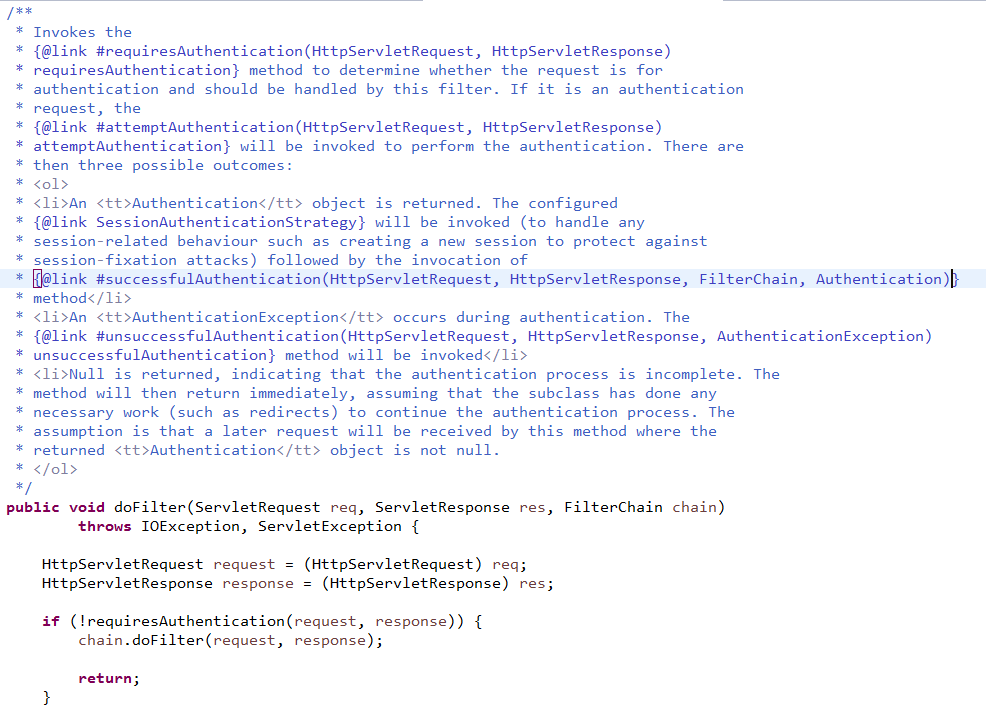 /**
 * Invokes the
 * {@link #requiresAuthentication(HttpServletRequest, HttpServletResponse)
 * requiresAuthentication} method to determine whether the request is for
 * authentication and should be handled by this filter. If it is an authentication
 * request, the
 * {@link #attemptAuthentication(HttpServletRequest, HttpServletResponse)
 * attemptAuthentication} will be invoked to perform the authentication. There are
 * then three possible outcomes:
 * <ol>
 * <li>An <tt>Authentication</tt> object is returned. The configured
 * {@link SessionAuthenticationStrategy} will be invoked (to handle any
 * session-related behaviour such as creating a new session to protect against
 * session-fixation attacks) followed by the invocation of
 * {@link #successfulAuthentication(HttpServletRequest, HttpServletResponse, FilterChain, Authentication)}
 * method</li>
 * <li>An <tt>AuthenticationException</tt> occurs during authentication. The
 * {@link #unsuccessfulAuthentication(HttpServletRequest, HttpServletResponse, AuthenticationException)
 * unsuccessfulAuthentication} method will be invoked</li>
 * <li>Null is returned, indicating that the authentication process is incomplete. The
 * method will then return immediately, assuming that the subclass has done any
 * necessary work (such as redirects) to continue the authentication process. The
 * assumption is that a later request will be received by this method where the
 * returned <tt>Authentication</tt> object is not null.
 * </ol>
 */
public void doFilter(ServletRequest req, ServletResponse res, FilterChain chain)
        throws IOException, ServletException {
    HttpServletRequest request = (HttpServletRequest) req;
    HttpServletResponse response = (HttpServletResponse) res;
    if (!requiresAuthentication(request, response)) {
        chain.doFilter(request, response);
        return;
    }